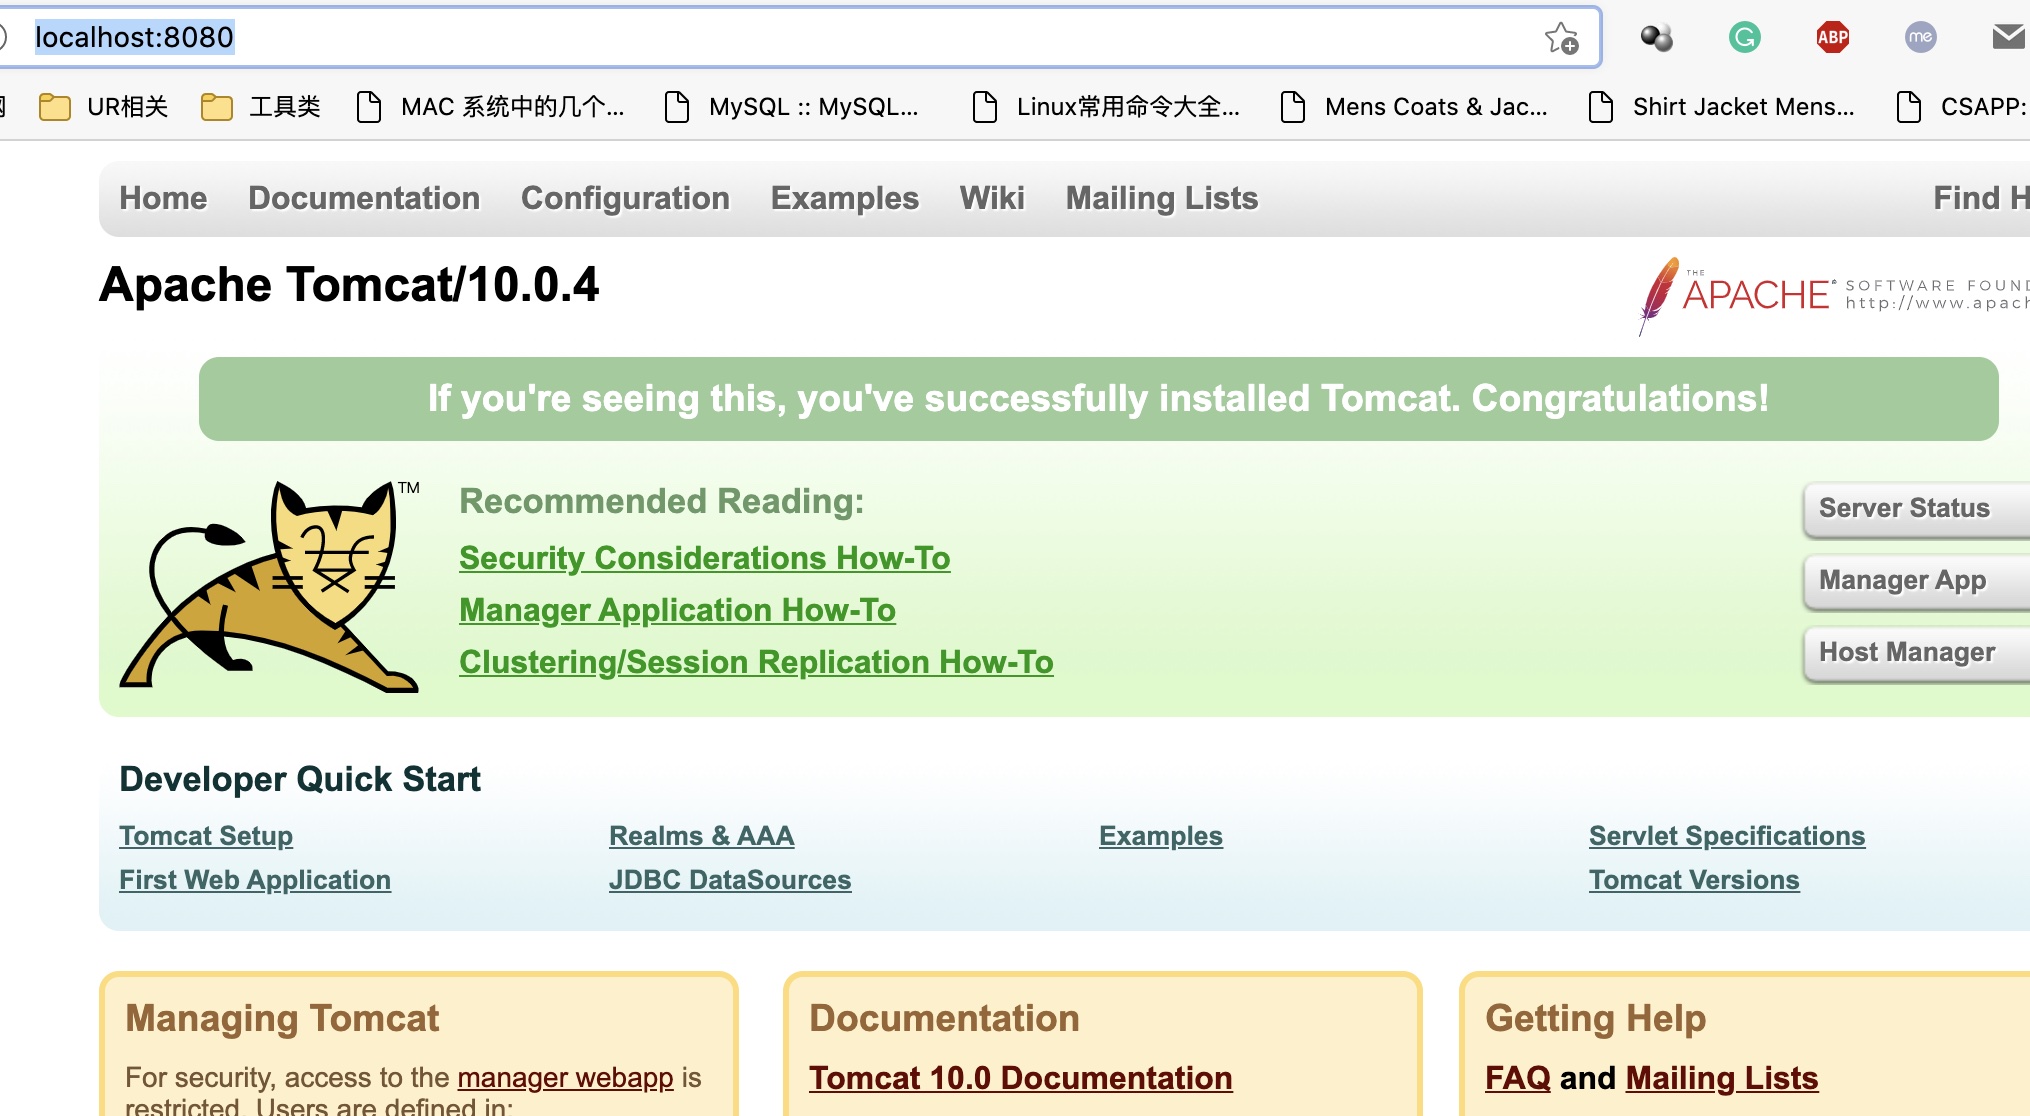 localhost:8080
ABP
me
UR相关 工具类 MAC 系统中的几个... MySQL :: MySQL... Linux常用命令大全... Mens Coats & Jac... Shirt Jacket Mens... CSAPP:
Home Documentation Configuration Examples Wiki Mailing Lists Find H
Apache Tomcat/10.0.4
THE
APACHE®
SOFTWARE FOUND
http://www.apach
If you're seeing this, you've successfully installed Tomcat. Congratulations!
TM
Recommended Reading:
Security Considerations How-To
Manager Application How-To
Clustering/Session Replication How-To
Server Status
Manager App
Host Manager
Developer Quick Start
Tomcat Setup Realms & AAA Examples Servlet Specifications
First Web Application JDBC DataSources Tomcat Versions
Managing Tomcat
For security, access to the manager webapp is
restricted. Users are defined in:
Documentation
Tomcat 10.0 Documentation
Getting Help
FAQ and Mailing Lists